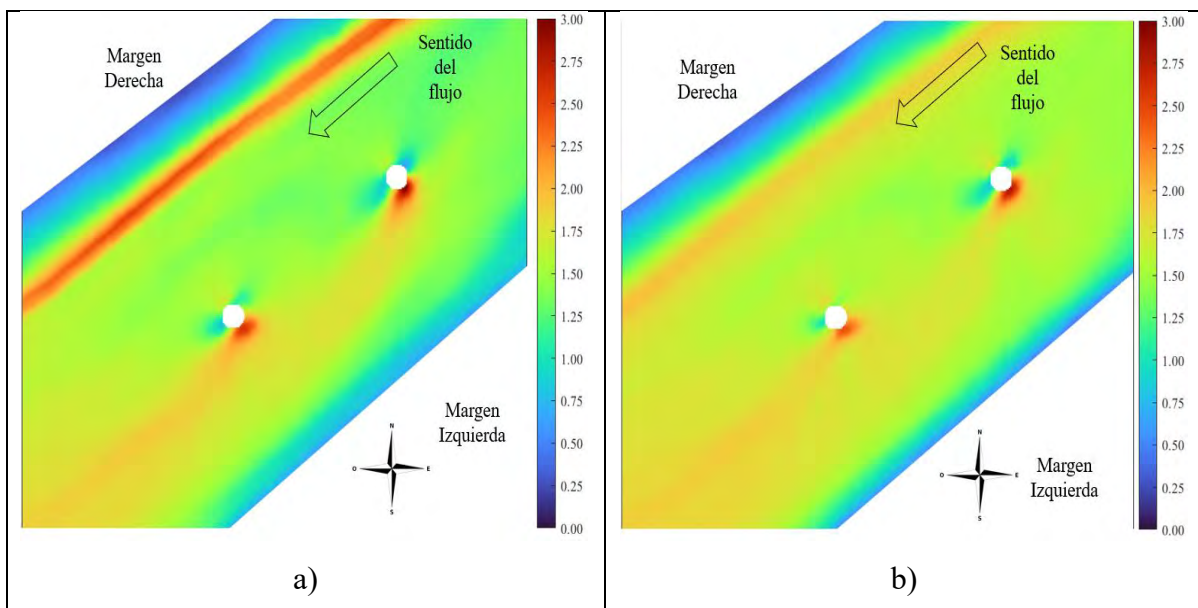 Margen
Derecha
Sentido
del
flujo
Margen
Izquierda
N
O
E
S
3.00
2.75
2.50
2.25
2.00
1.75
1.50
1.25
1.00
0.75
0.50
0.25
0.00
a)
Margen
Derecha
Sentido
del
flujo
Margen
Izquierda
N
O
E
S
3.00
2.75
2.50
2.25
2.00
1.75
1.50
1.25
1.00
0.75
0.50
0.25
0.00
b)